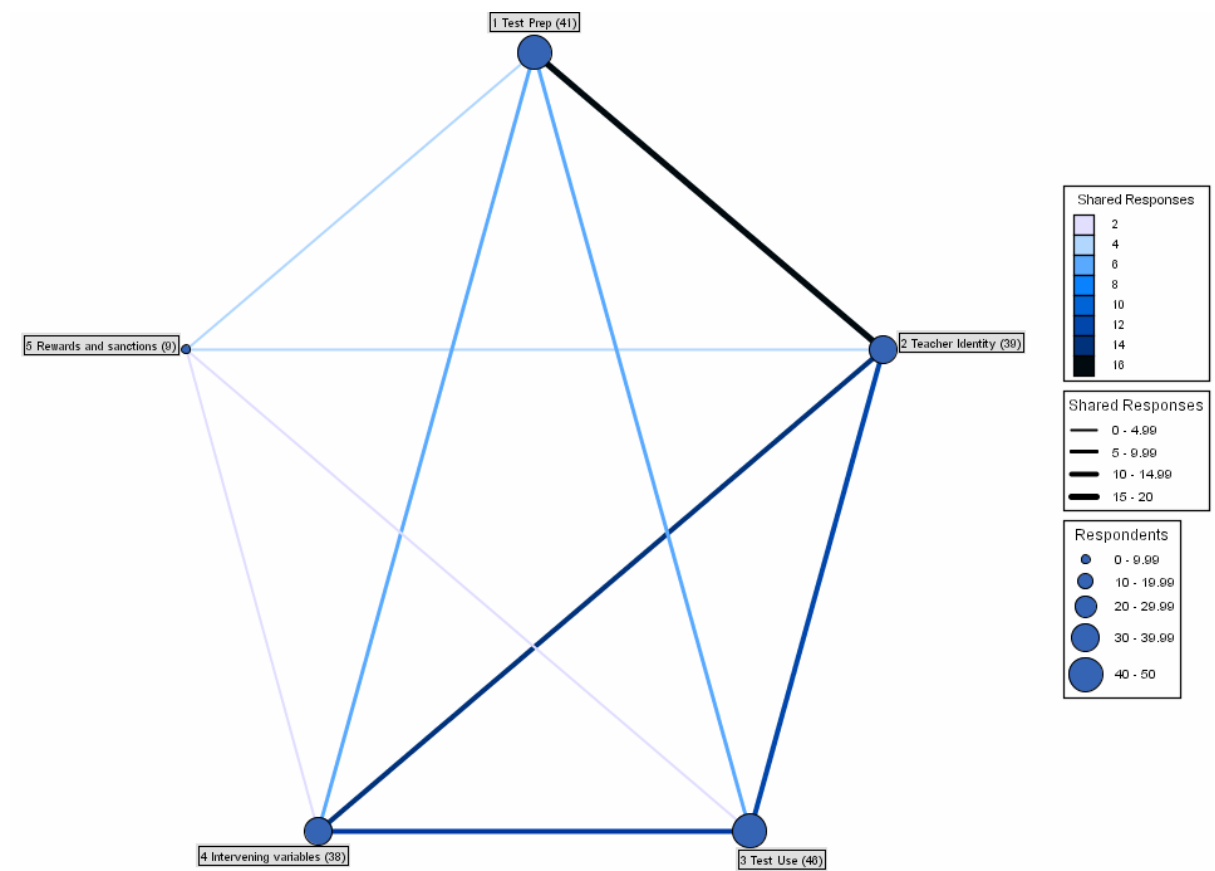 1 Test Prep (41)
5 Rewards and sanctions (9)
2 Teacher Identity (39)
4 Intervening variables (38)
3 Test Use (46)
Shared Responses
2
4
6
8
10
12
14
16
Shared Responses
0 - 4.99
5 - 9.99
10 - 14.99
15 - 20
Respondents
0 - 9.99
10 - 19.99
20 - 29.99
30 - 39.99
40 - 50